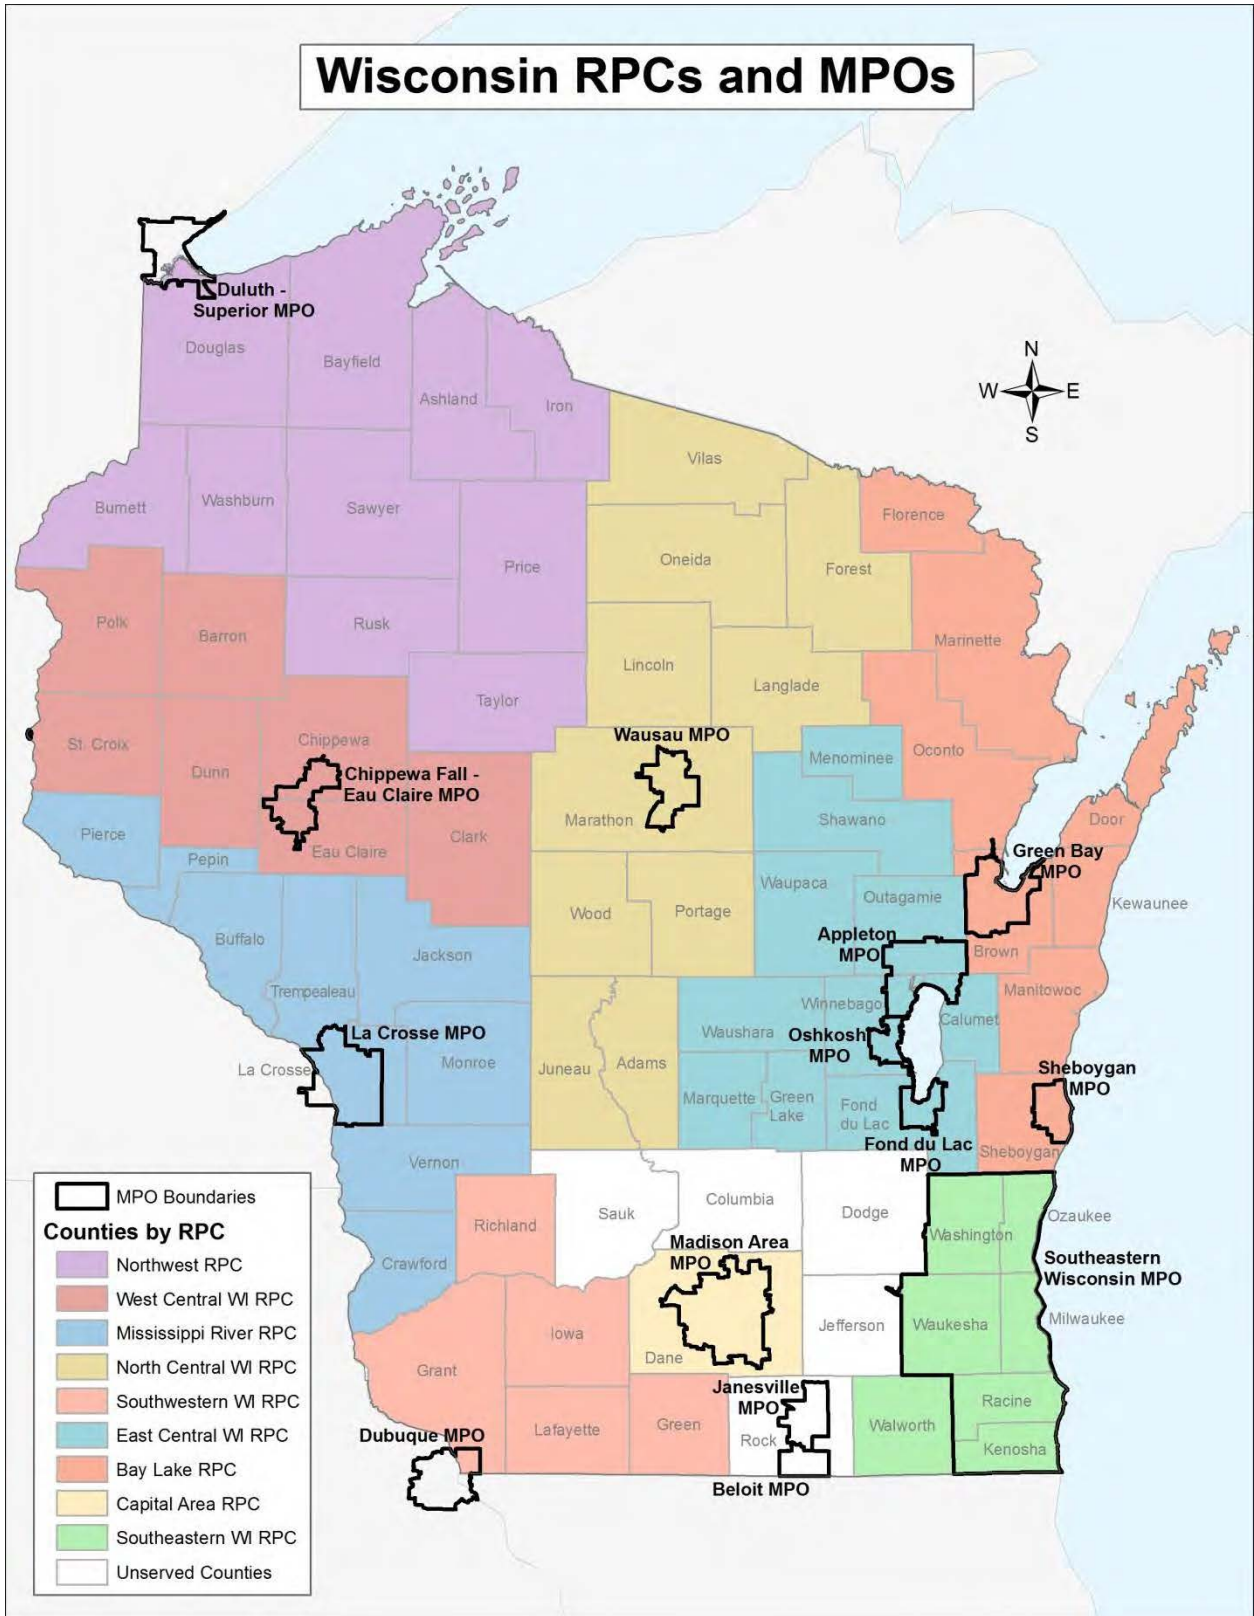 Wisconsin RPCs and MPOs
Duluth -
Superior MPO
Douglas
Bayfield
Ashland
Iron
N
W
E
S
Vilas
Burnett
Washburn
Sawyer
Price
Oneida
Forest
Florence
Polk
Barron
Rusk
Lincoln
Langlade
Marinette
Taylor
St. Croix
Dunn
Chippewa
Wausau MPO
Chippewa Fall -
Eau Claire MPO
Menominee
Oconto
Pierce
Pepin
Eau Claire
Clark
Marathon
Shawano
Door
Green Bay
MPO
Waupaca
Outagamie
Kewaunee
Wood
Portage
Buffalo
Jackson
Appleton
MPO
Brown
Trempealeau
Manitowoc
Winnebago
Waushara
Calumet
La Crosse MPO
Oshkosh
MPO
La Crosse
Monroe
Juneau
Adams
Sheboygan
MPO
Marquette
Green
Lake
Fond
du Lac
Fond du Lac
MPO
Sheboygan
Vernon
Richland
Sauk
Columbia
Dodge
Washington
Ozaukee
Crawford
Madison Area
MPO
Southeastern
Wisconsin MPO
Iowa
Dane
Jefferson
Waukesha
Milwaukee
Grant
Janesville
MPO
Racine
Lafayette
Green
Rock
Walworth
Kenosha
Dubuque MPO
Beloit MPO
MPO Boundaries
Counties by RPC
Northwest RPC
West Central WI RPC
Mississippi River RPC
North Central WI RPC
Southwestern WI RPC
East Central WI RPC
Bay Lake RPC
Capital Area RPC
Southeastern WI RPC
Unserved Counties